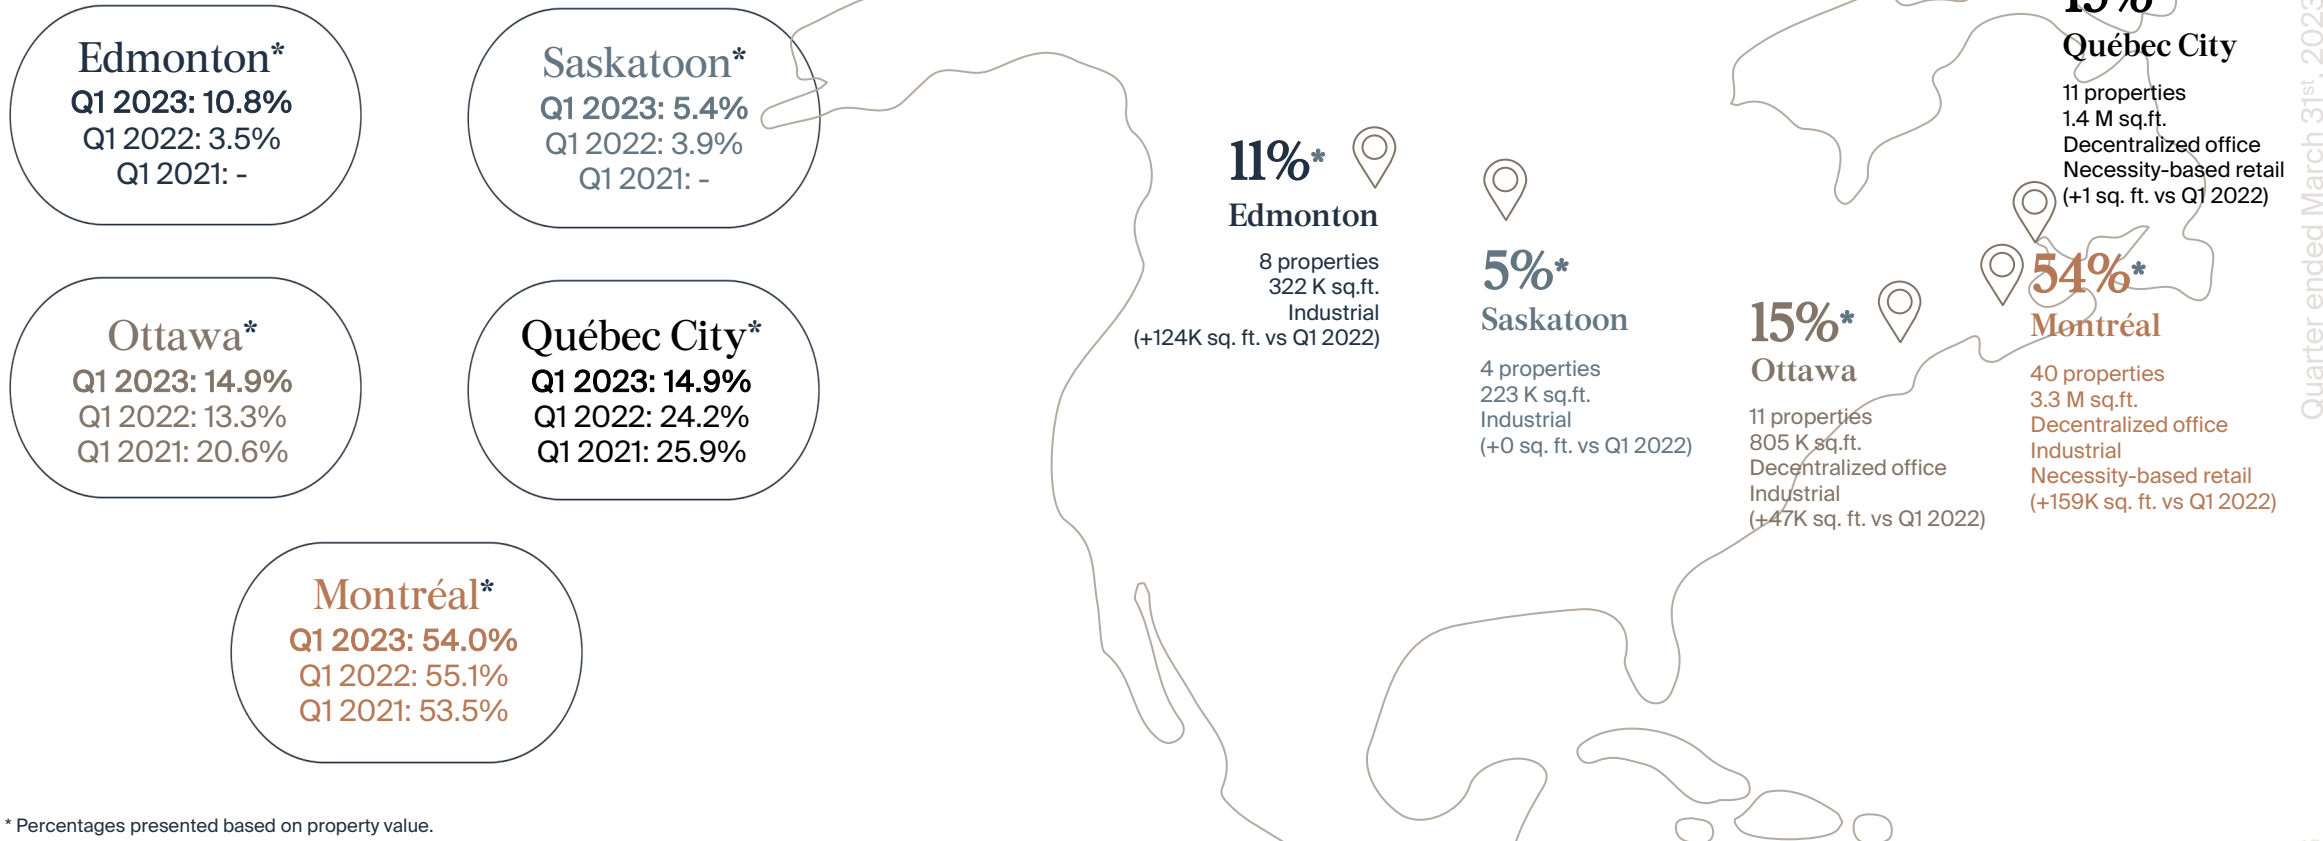 Edmonton*
Q1 2023: 10.8%
Q1 2022: 3.5%
Q1 2021: -
Saskatoon*
Q1 2023: 5.4%
Q1 2022: 3.9%
Q1 2021: -
Ottawa*
Q1 2023: 14.9%
Q1 2022: 13.3%
Q1 2021: 20.6%
Québec City*
Q1 2023: 14.9%
Q1 2022: 24.2%
Q1 2021: 25.9%
Montréal*
Q1 2023: 54.0%
Q1 2022: 55.1%
Q1 2021: 53.5%
* Percentages presented based on property value.
11%*
Edmonton
8 properties
322 K sq.ft.
Industrial
(+124K sq. ft. vs Q1 2022)
5%*
Saskatoon
4 properties
223 K sq.ft.
Industrial
(+0 sq. ft. vs Q1 2022)
15%*
Ottawa
11 properties
805 K sq.ft.
Decentralized office
Industrial
(+47K sq. ft. vs Q1 2022)
15%
Québec City
11 properties
1.4 M sq.ft.
Decentralized office
Necessity-based retail
(+1 sq. ft. vs Q1 2022)
54%*
Montréal
40 properties
3.3 M sq.ft.
Decentralized office
Industrial
Necessity-based retail
(+159K sq. ft. vs Q1 2022)
Quarter ended March 31st, 2023